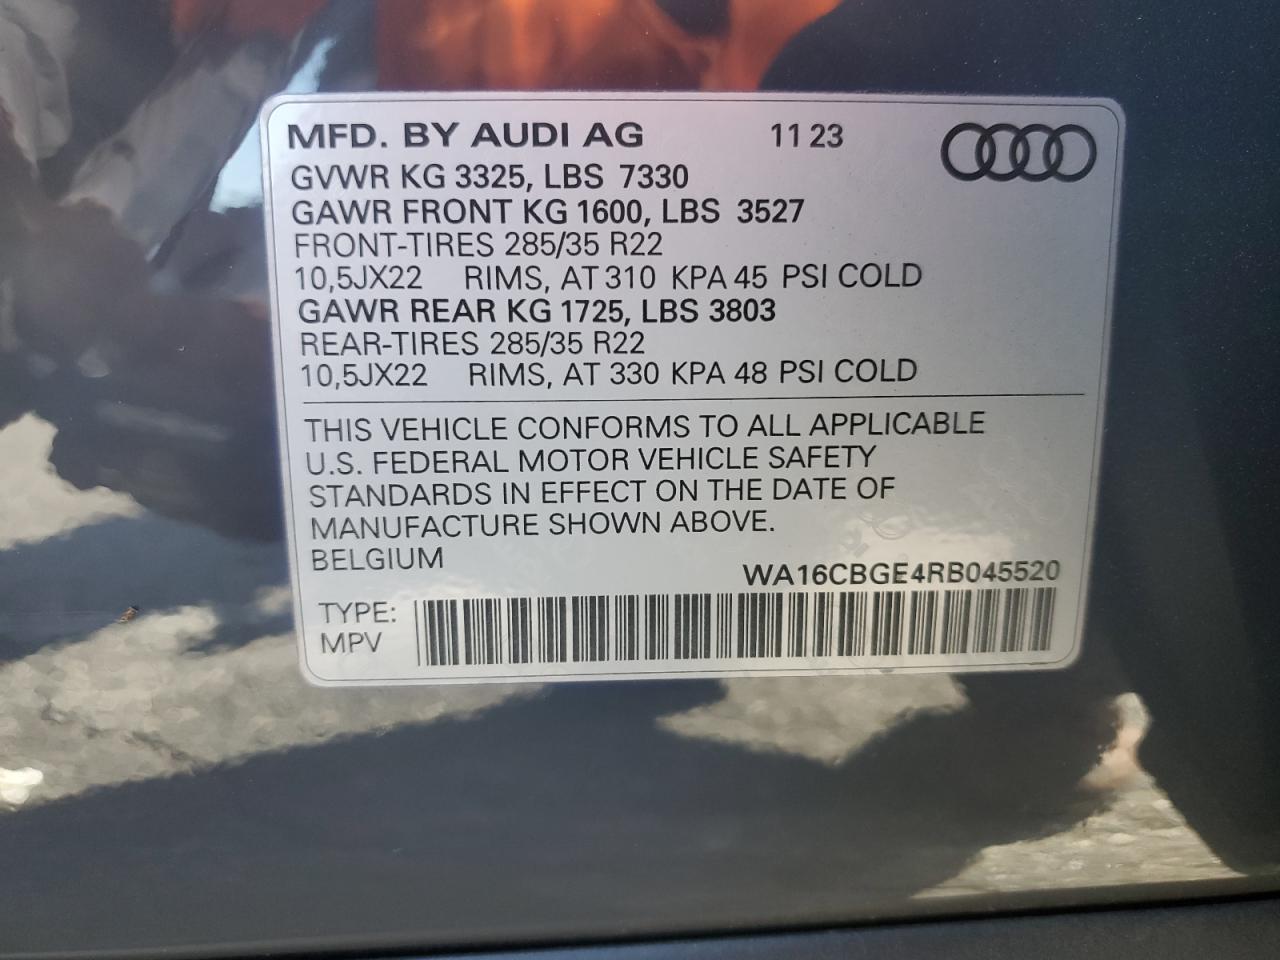 MFD. BY AUDI AG 11 23
GVWR KG 3325, LBS 7330
GAWR FRONT KG 1600, LBS 3527
FRONT-TIRES 285/35 R22
10,5JX22 RIMS, AT 310 KPA 45 PSI COLD
GAWR REAR KG 1725, LBS 3803
REAR-TIRES 285/35 R22
10,5JX22 RIMS, AT 330 KPA 48 PSI COLD
THIS VEHICLE CONFORMS TO ALL APPLICABLE
U.S. FEDERAL MOTOR VEHICLE SAFETY
STANDARDS IN EFFECT ON THE DATE OF
MANUFACTURE SHOWN ABOVE.
BELGIUM
WA16CBGE4RB045520
TYPE:
MPV